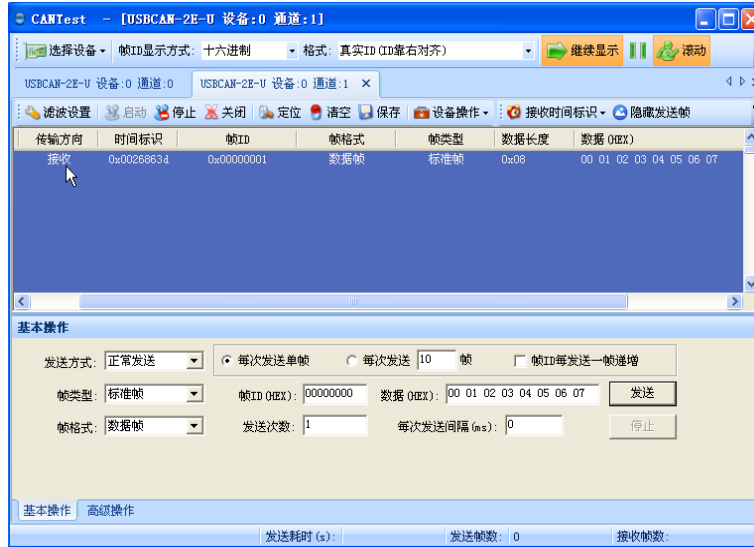 CANTest - [USBCAN-2E-U 设备:0 通道:1]
选择设备 帧ID显示方式: 十六进制 格式: 真实ID(ID靠右对齐) 继续显示 滚动
USBCAN-2E-U 设备:0 通道:0 USBCAN-2E-U 设备:0 通道:1
滤波设置 启动 停止 关闭 定位 清空 保存 设备操作 接收时间标识 隐藏发送帧
传输方向 时间标识 帧ID 帧格式 帧类型 数据长度 数据(HEX)
接收 0x0026863d 0x00000001 数据帧 标准帧 0x08 00 01 02 03 04 05 06 07
基本操作
发送方式: 正常发送 每次发送单帧 每次发送 10 帧 帧ID每发送一帧递增
帧类型: 标准帧 帧ID(HEX): 00000000 数据(HEX): 00 01 02 03 04 05 06 07 发送
帧格式: 数据帧 发送次数: 1 每次发送间隔(ms): 0 停止
基本操作 高级操作
发送耗时(s): 发送帧数: 0 接收帧数: